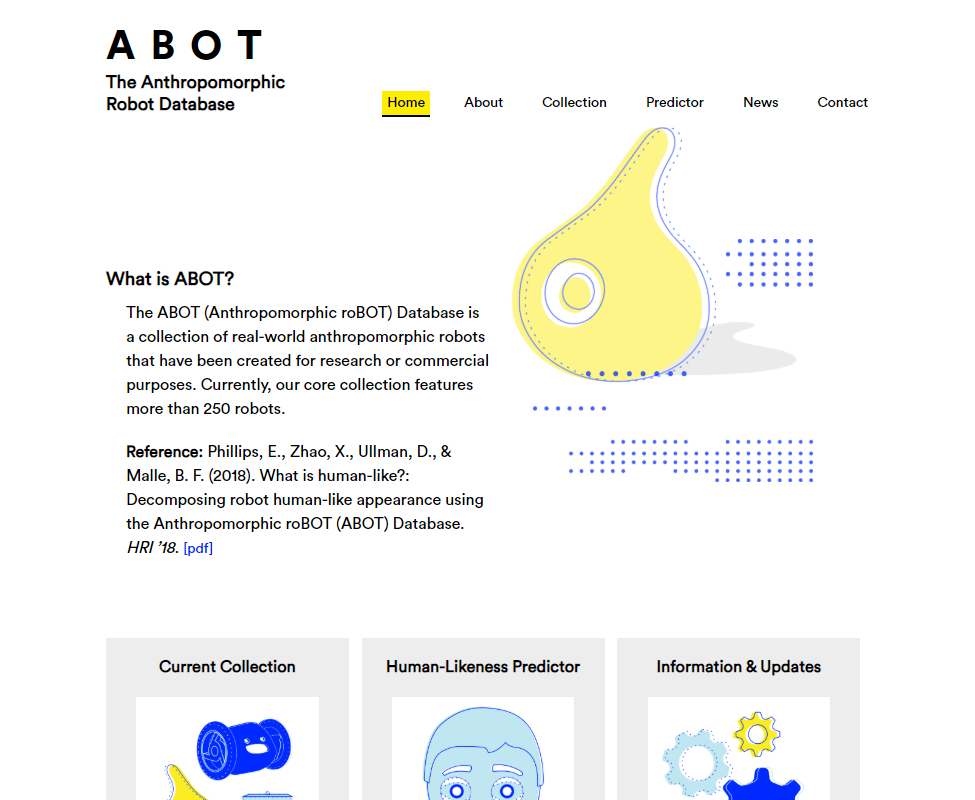 ABOT
The Anthropomorphic
Robot Database
Home About Collection Predictor News Contact
What is ABOT?
The ABOT (Anthropomorphic roBOT) Database is
a collection of real-world anthropomorphic robots
that have been created for research or commercial
purposes. Currently, our core collection features
more than 250 robots.
Reference: Phillips, E., Zhao, X., Ullman, D., &
Malle, B. F. (2018). What is human-like?:
Decomposing robot human-like appearance using
the Anthropomorphic roBOT (ABOT) Database.
HRI ’18. [pdf]
Current Collection
Human-Likeness Predictor
Information & Updates